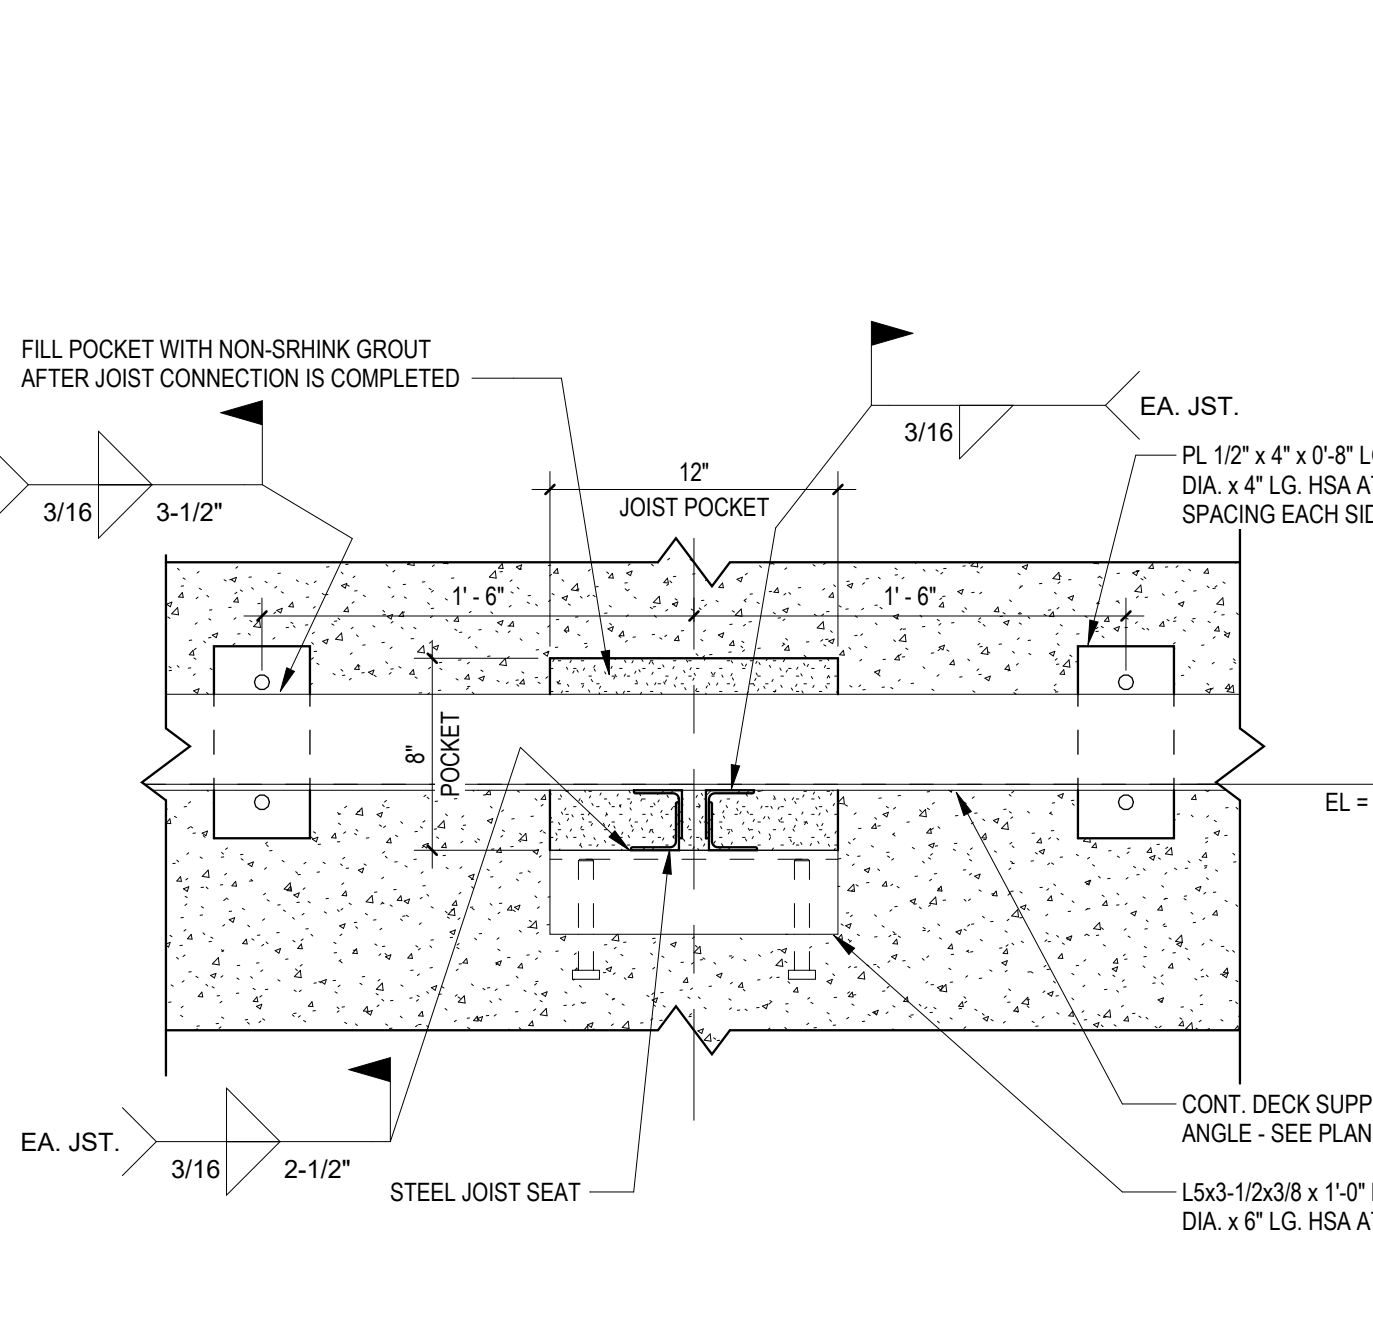 FILL POCKET WITH NON-SRHINK GROUT
AFTER JOIST CONNECTION IS COMPLETED
3/16
3-1/2"
12"
JOIST POCKET
3/16
EA. JST.
PL 1/2" x 4" x 0'-8"
DIA. x 4" LG. HSA
SPACING EACH
1' - 6"
1' - 6"
8"
POCKET
EL =
CONT. DECK
ANGLE - SEE PLAN
EA. JST.
3/16
2-1/2"
STEEL JOIST SEAT
L5x3-1/2x3/8 x 1'-0"
DIA. x 6" LG. HSA